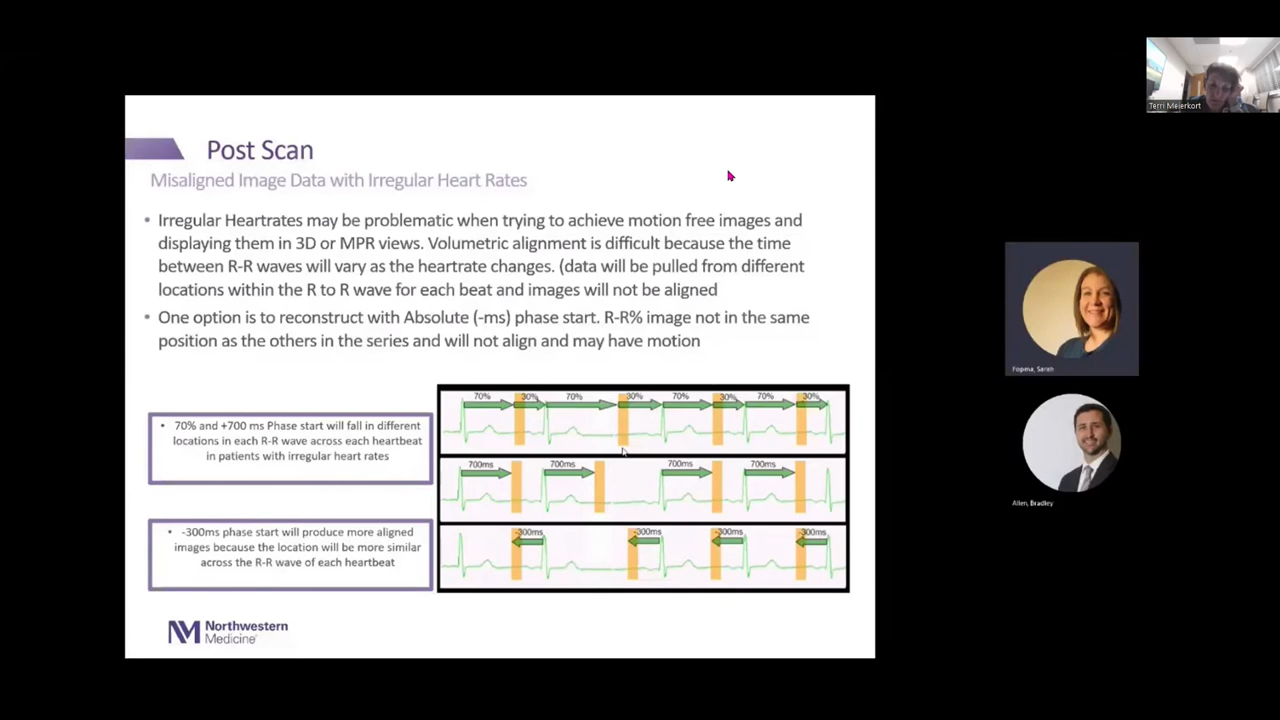 Terri Meierkort
Post Scan
Misaligned Image Data with Irregular Heart Rates
• Irregular Heartrates may be problematic when trying to achieve motion free images and
displaying them in 3D or MPR views. Volumetric alignment is difficult because the time
between R-R waves will vary as the heartrate changes. (data will be pulled from different
locations within the R to R wave for each beat and images will not be aligned
• One option is to reconstruct with Absolute (-ms) phase start. R-R% image not in the same
position as the others in the series and will not align and may have motion
70% 30% 70% 30% 70% 30% 70% 30%
• 70% and +700 ms Phase start will fall in different
locations in each R-R wave across each heartbeat
in patients with irregular heart rates
700ms 700ms 700ms 700ms
• -300ms phase start will produce more aligned
images because the location will be more similar
across the R-R wave of each heartbeat
-300ms -300ms -300ms -300ms
Northwestern
Medicine
Fopma, Sarah
Allen, Bradley